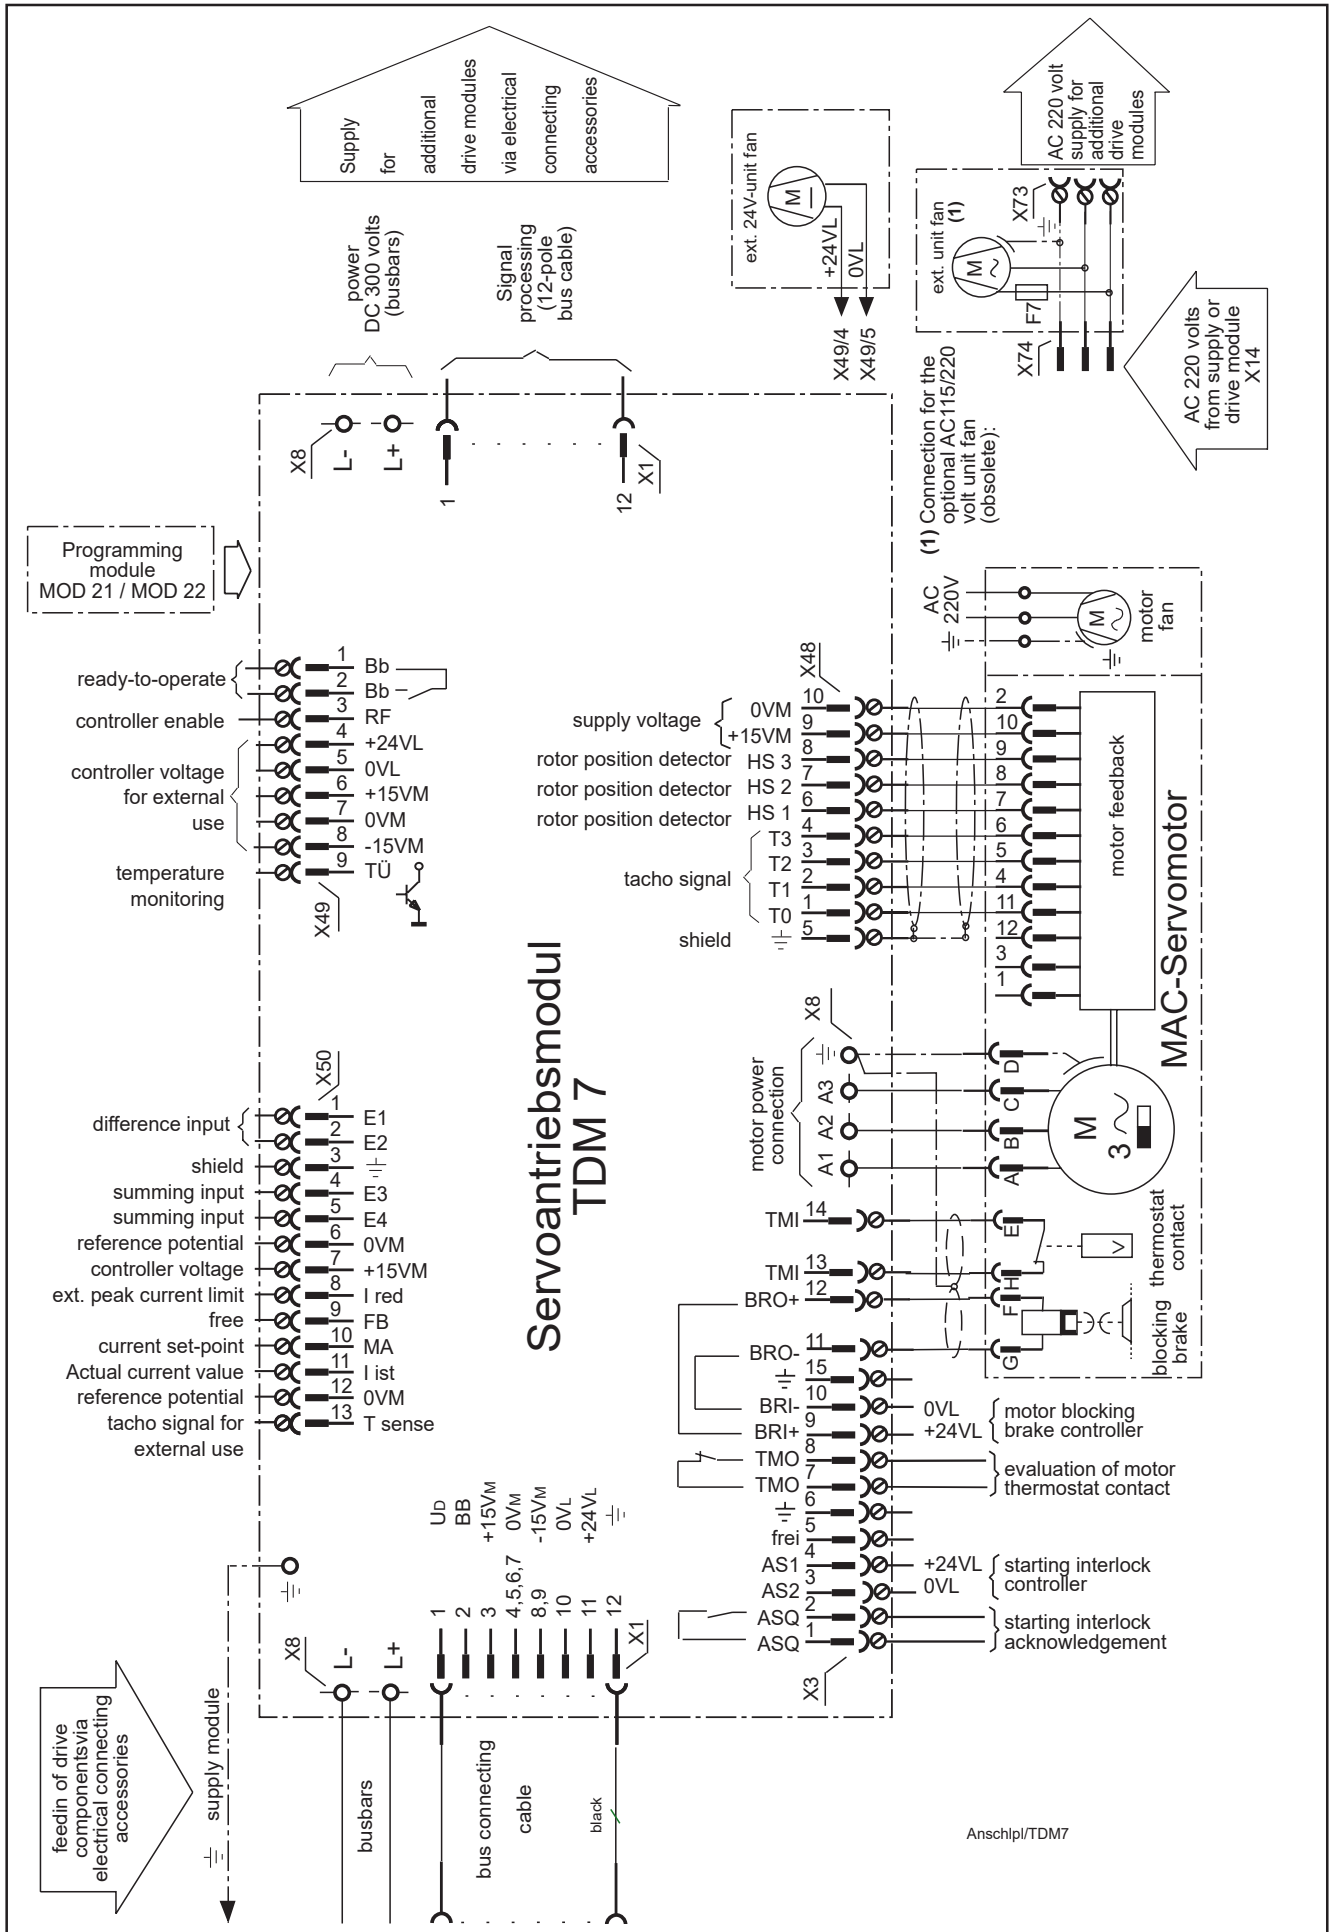 Supply
for
additional
drive modules
via electrical
connecting
accessories
AC 220 volt
supply for
additional
drive
modules
power
DC 300 volts
(busbars)
Signal
processing
(12-pole
bus cable)
ext. 24V-unit fan
M
+24VL
0VL
X49/4
X49/5
ext. unit fan
(1)
X73
M
F7
X74
AC 220 volts
from supply or
drive module
X14
(1) Connection for the
optional AC115/220
volt unit fan
(obsolete):
X8
L-
L+
1
12
X1
Programming
module
MOD 21 / MOD 22
ready-to-operate
1 Bb
2 Bb
controller enable 3 RF
controller voltage
for external
use
4 +24VL
5 0VL
6 +15VM
7 0VM
8 -15VM
temperature
monitoring
9 TÜ
X49
AC
220V
M
motor
fan
X48
supply voltage
0VM 10 2
+15VM 9 10
rotor position detector HS 3 8 9
rotor position detector HS 2 7 8
rotor position detector HS 1 6 7
tacho signal
T3 4 6
T2 3 5
T1 2 4
T0 1 11
shield 5 12
3
1
motor feedback
MAC-Servomotor
Servoantriebsmodul
TDM 7
X50
difference input
1 E1
2 E2
shield 3
summing input 4 E3
summing input 5 E4
reference potential 6 0VM
controller voltage 7 +15VM
ext. peak current limit 8 I red
free 9 FB
current set-point 10 MA
Actual current value 11 I ist
reference potential 12 0VM
tacho signal for
external use
13 T sense
X8
motor power
connection
A3
A2
A1
D
C
B
A
M
3
TMI 14 E
TMI 13 H
BRO+ 12 F
BRO- 11 G
V
thermostat
contact
blocking
brake
15
BRI- 10 0VL
BRI+ 9 +24VL
motor blocking
brake controller
TMO 8
TMO 7
evaluation of motor
thermostat contact
6
frei 5
AS1 4 +24VL
AS2 3 0VL
starting interlock
controller
ASQ 2
ASQ 1
starting interlock
acknowledgement
X3
UD
BB
+15VM
0VM
-15VM
0VL
+24VL
1
2
3
4,5,6,7
8,9
10
11
12
X1
X8
L-
L+
feedin of drive
componentsvia
electrical connecting
accessories
supply module
busbars
bus connecting
cable
black
Anschlpl/TDM7